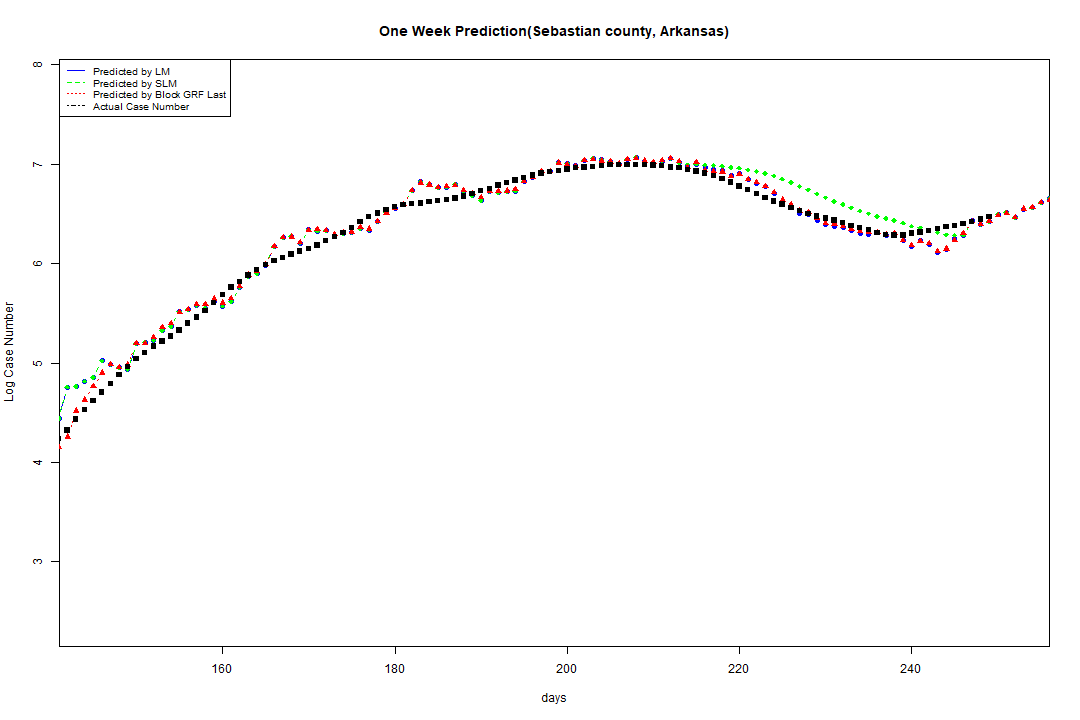 One Week Prediction(Sebastian county, Arkansas)
8
Predicted by LM
Predicted by SLM
Predicted by Block GRF Last
Actual Case Number
7
6
5
4
3
Log Case Number
160 180 200 220 240
days